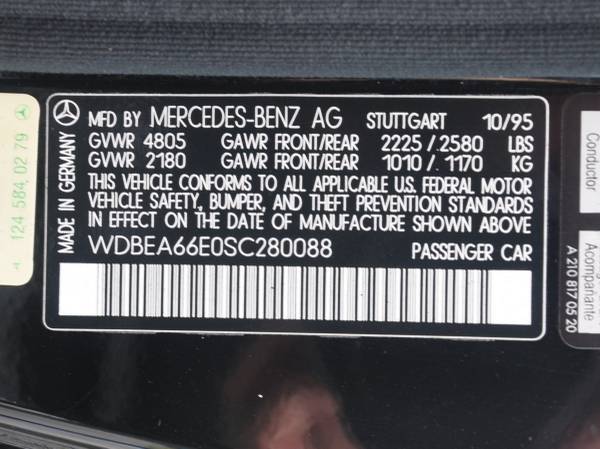 124 584 02 79
MADE IN GERMANY
MFD BY MERCEDES-BENZ AG STUTTGART 10/95
GVWR 4805 GAWR FRONT/REAR 2225/2580 LBS
GVWR 2180 GAWR FRONT/REAR 1010/1170 KG
THIS VEHICLE CONFORMS TO ALL APPLICABLE U.S. FEDERAL MOTOR
VEHICLE SAFETY, BUMPER, AND THEFT PREVENTION STANDARDS
IN EFFECT ON THE DATE OF MANUFACTURE SHOWN ABOVE
WDBEA66E0SC280088 PASSENGER CAR
Conductor
Acompañante
A 210 817 05 20